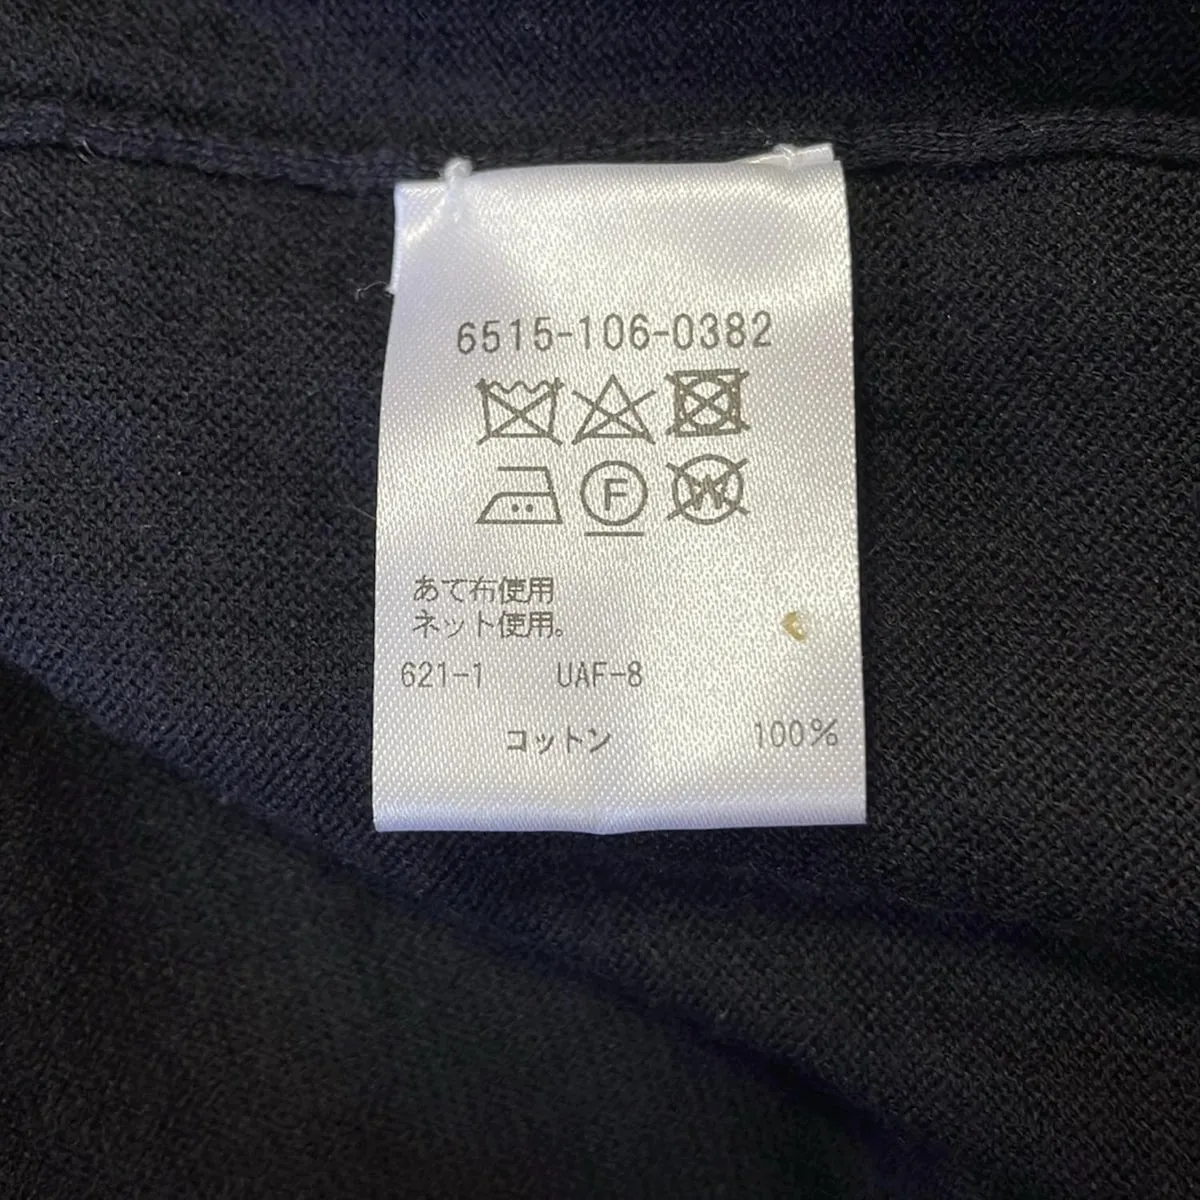 6515-106-0382
F
W
あて布使用
ネット使用。
621-1 UAF-8
コットン 100%